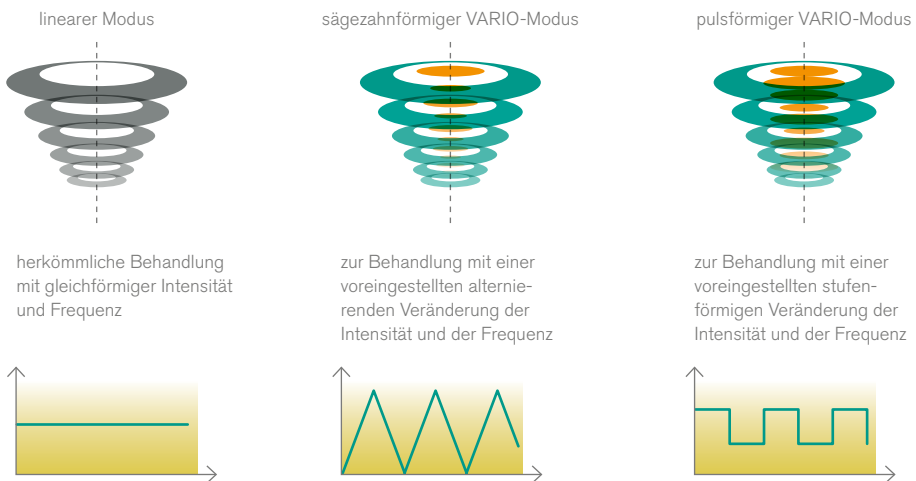 linearer Modus
herkömmliche Behandlung
mit gleichförmiger Intensität
und Frequenz
sägezahnförmiger VARIO-Modus
zur Behandlung mit einer
voreingestellten alternie-
renden Veränderung der
Intensität und der Frequenz
pulsförmiger VARIO-Modus
zur Behandlung mit einer
voreingestellten stufen-
förmigen Veränderung der
Intensität und der Frequenz